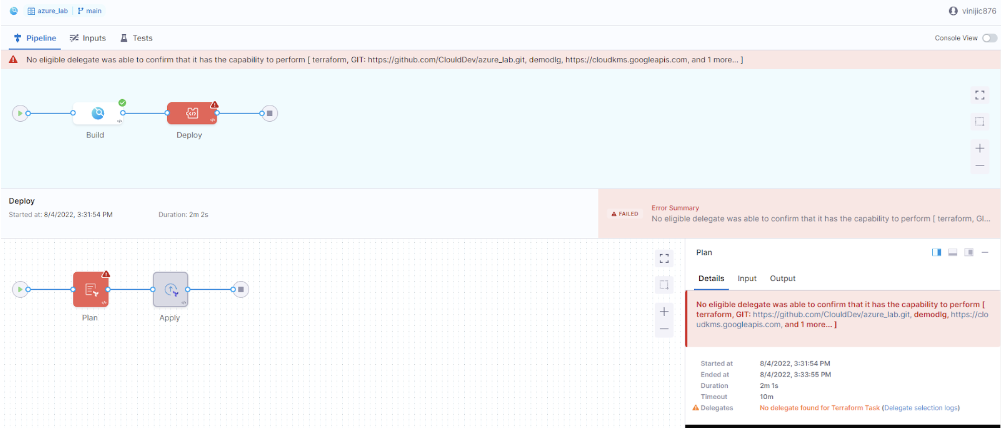 azure_lab main vinijic876
Pipeline Inputs Tests Console View
No eligible delegate was able to confirm that it has the capability to perform [ terraform, GIT: https://github.com/ClouldDev/azure_lab.git, demodlg, https://cloudkms.googleapis.com, and 1 more... ]
Build Deploy
Deploy
Started at: 8/4/2022, 3:31:54 PM Duration: 2m 2s
FAILED
Error Summary
No eligible delegate was able to confirm that it has the capability to perform [ terraform, GI...
Plan Apply
Plan
Details Input Output
No eligible delegate was able to confirm that it has the capability to perform [
terraform, GIT: https://github.com/ClouldDev/azure_lab.git, demodlg, https://clo
udkms.googleapis.com, and 1 more... ]
Started at 8/4/2022, 3:31:54 PM
Ended at 8/4/2022, 3:33:55 PM
Duration 2m 1s
Timeout 10m
Delegates No delegate found for Terraform Task (Delegate selection logs)